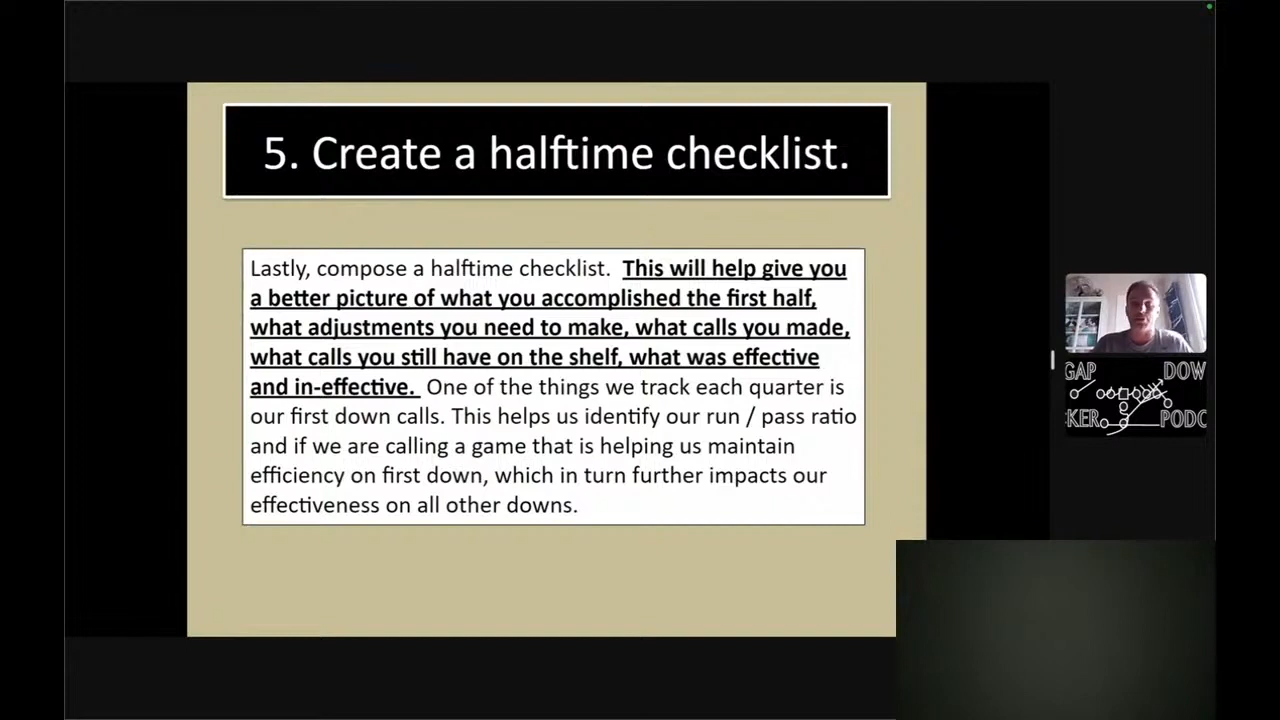 5. Create a halftime checklist.
Lastly, compose a halftime checklist. This will help give you
a better picture of what you accomplished the first half,
what adjustments you need to make, what calls you made,
what calls you still have on the shelf, what was effective
and in-effective. One of the things we track each quarter is
our first down calls. This helps us identify our run / pass ratio
and if we are calling a game that is helping us maintain
efficiency on first down, which in turn further impacts our
effectiveness on all other downs.
GAP DOW
KER PODC